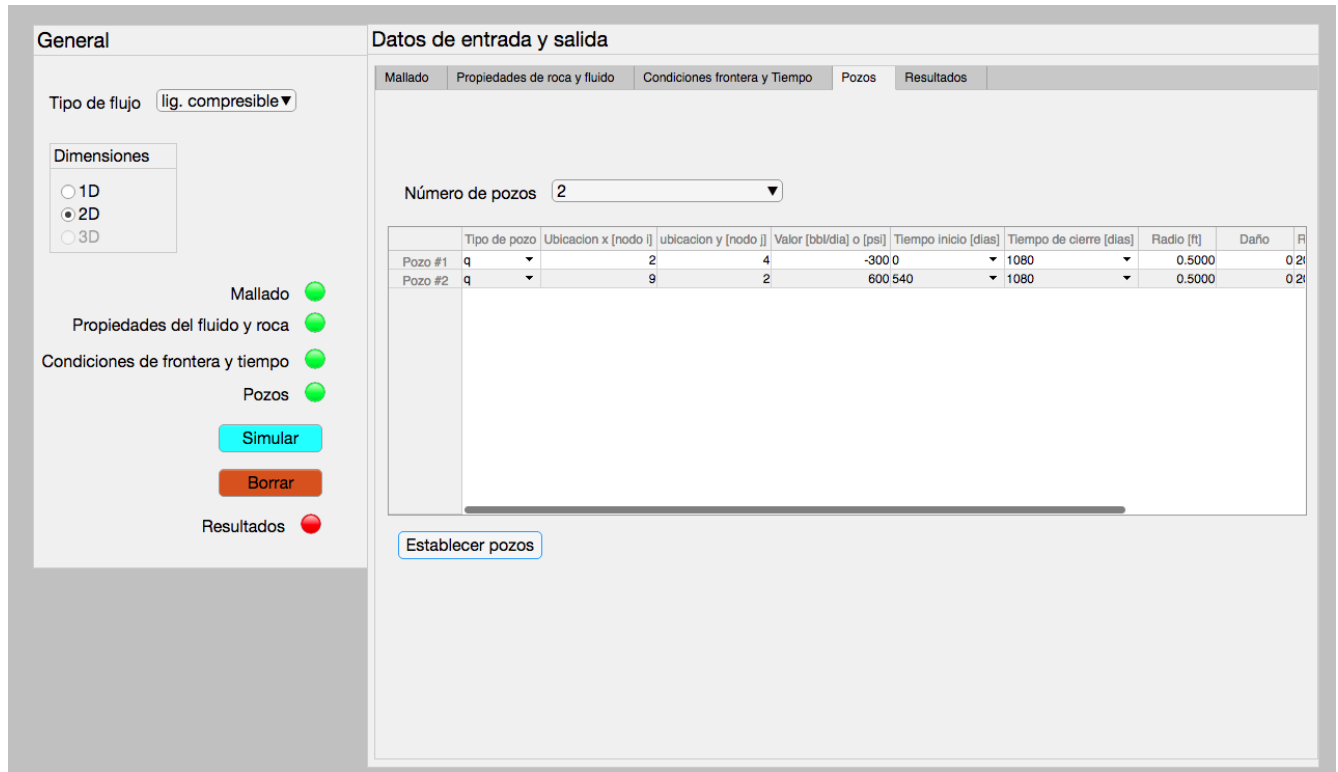 General
Tipo de flujo lig. compresible▼
Dimensiones
1D
2D
3D
Mallado
Propiedades del fluido y roca
Condiciones de frontera y tiempo
Pozos
Simular
Borrar
Resultados
Datos de entrada y salida
Mallado Propiedades de roca y fluido Condiciones frontera y Tiempo Pozos Resultados
Número de pozos 2
Tipo de pozo Ubicacion x [nodo i] ubicacion y [nodo j] Valor [bbl/dia] o [psi] Tiempo inicio [dias] Tiempo de cierre [dias] Radio [ft] Daño
Pozo #1 q 2 4 -300 0 1080 0.5000 0
Pozo #2 q 9 2 600 540 1080 0.5000 0
Establecer pozos